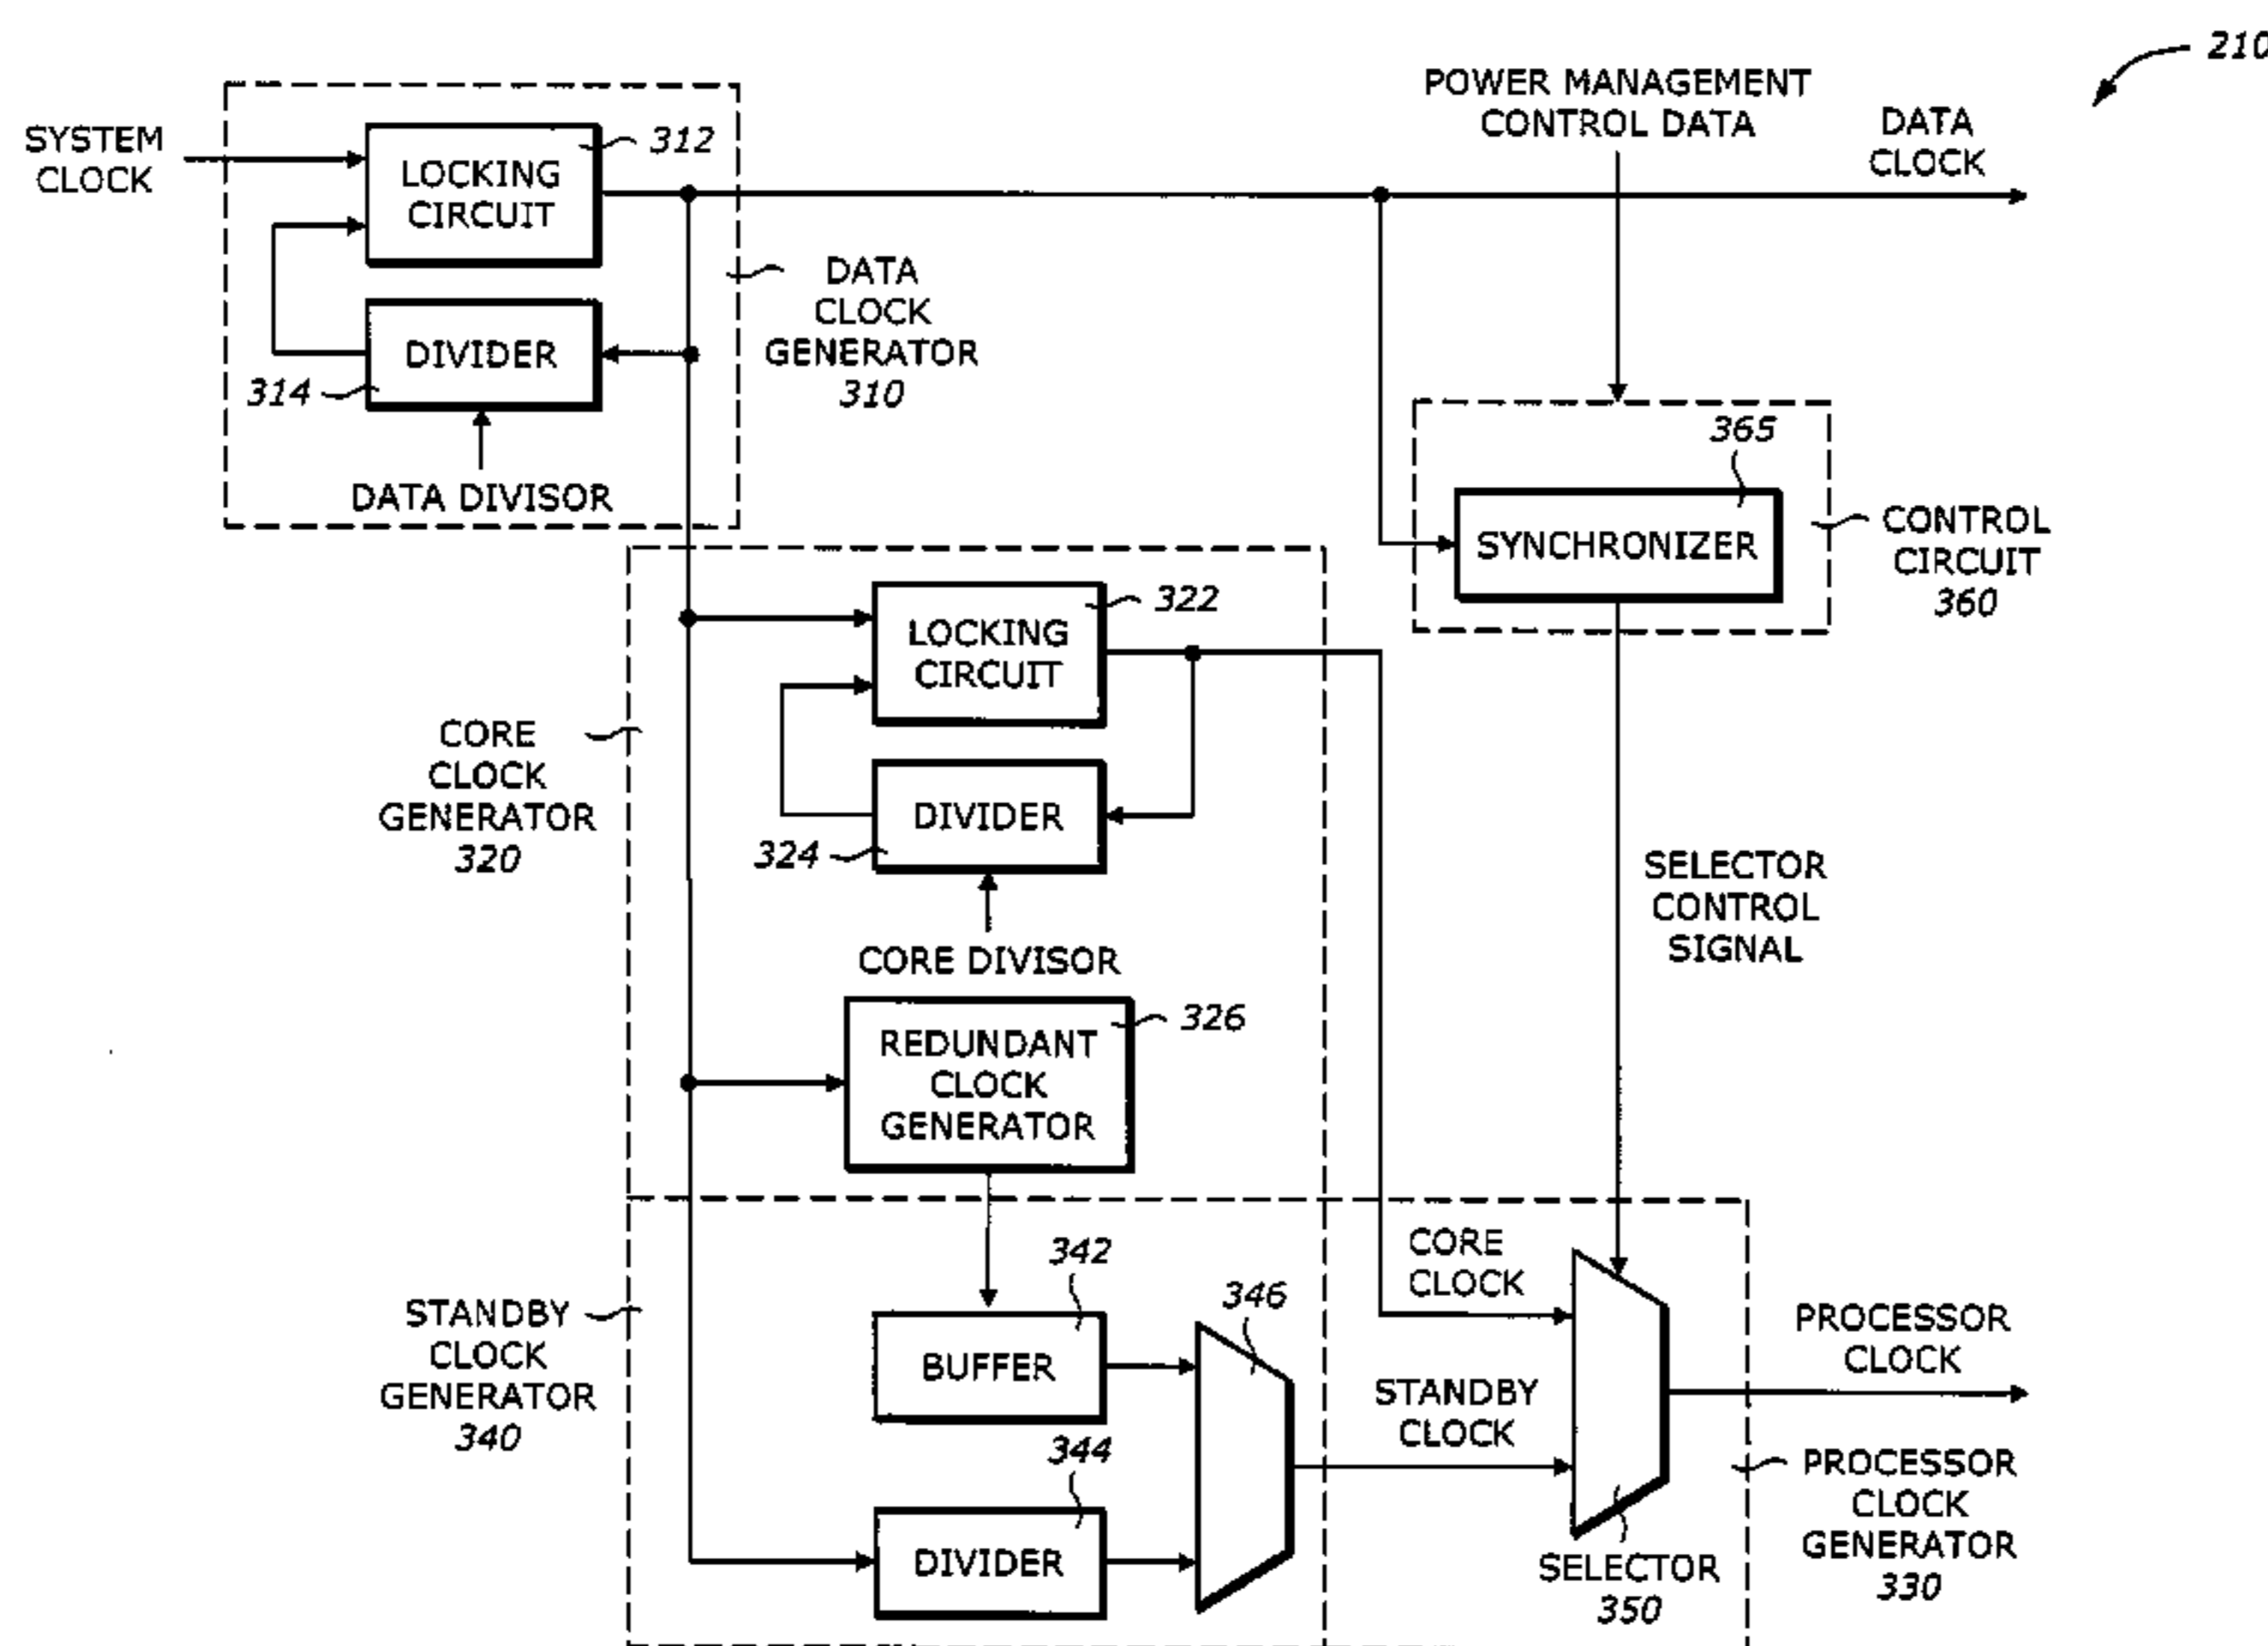 210
POWER MANAGEMENT
CONTROL DATA
DATA
CLOCK
SYSTEM
CLOCK
312
LOCKING
CIRCUIT
DATA
CLOCK
GENERATOR
310
DIVIDER
314
DATA DIVISOR
365
SYNCHRONIZER
CONTROL
CIRCUIT
360
322
LOCKING
CIRCUIT
CORE
CLOCK
GENERATOR
320
DIVIDER
324
CORE DIVISOR
SELECTOR
CONTROL
SIGNAL
326
REDUNDANT
CLOCK
GENERATOR
342
BUFFER
346
CORE
CLOCK
STANDBY
CLOCK
GENERATOR
340
STANDBY
CLOCK
PROCESSOR
CLOCK
344
DIVIDER
SELECTOR
350
PROCESSOR
CLOCK
GENERATOR
330